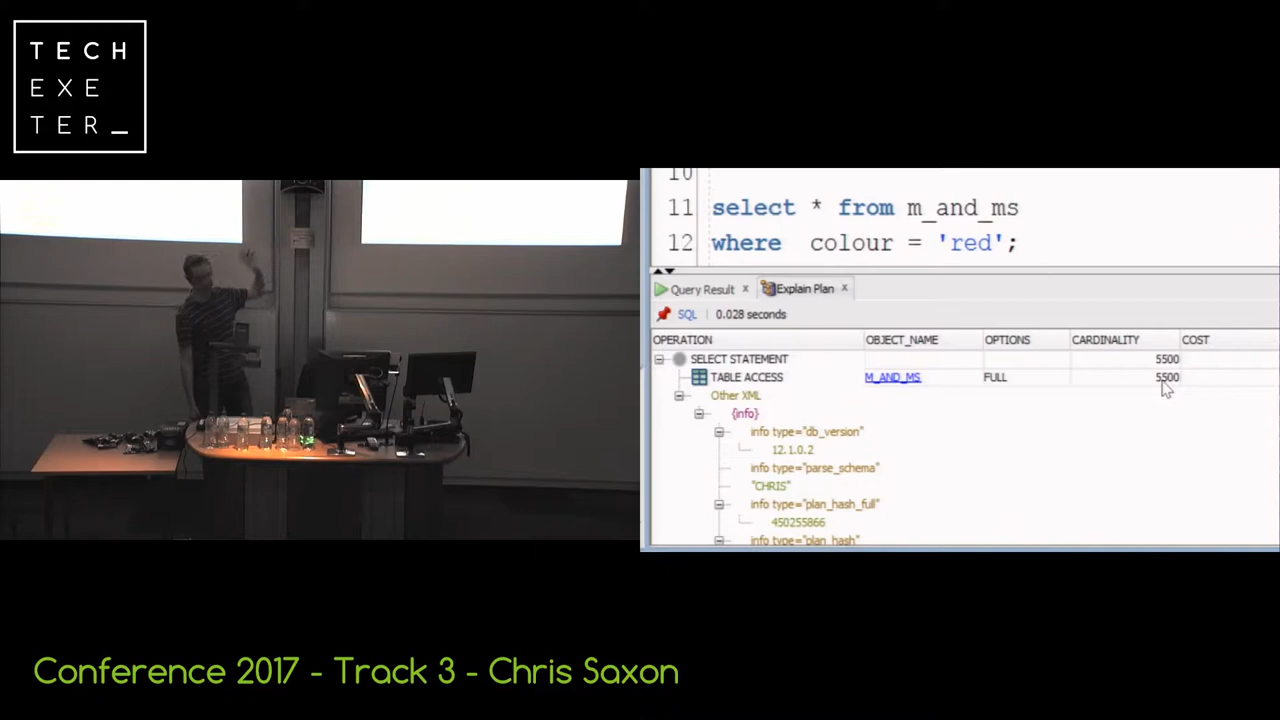 TECH
EXE
TER_
10
11 select * from m_and_ms
12 where colour = 'red';
Query Result x Explain Plan x
SQL 0.028 seconds
OPERATION OBJECT_NAME OPTIONS CARDINALITY COST
SELECT STATEMENT 5500
TABLE ACCESS M_AND_MS FULL 5500
Other XML
{info}
info type="db_version"
12.1.0.2
info type="parse_schema"
"CHRIS"
info type="plan_hash_full"
450255866
info type="plan_hash"
Conference 2017 - Track 3 - Chris Saxon